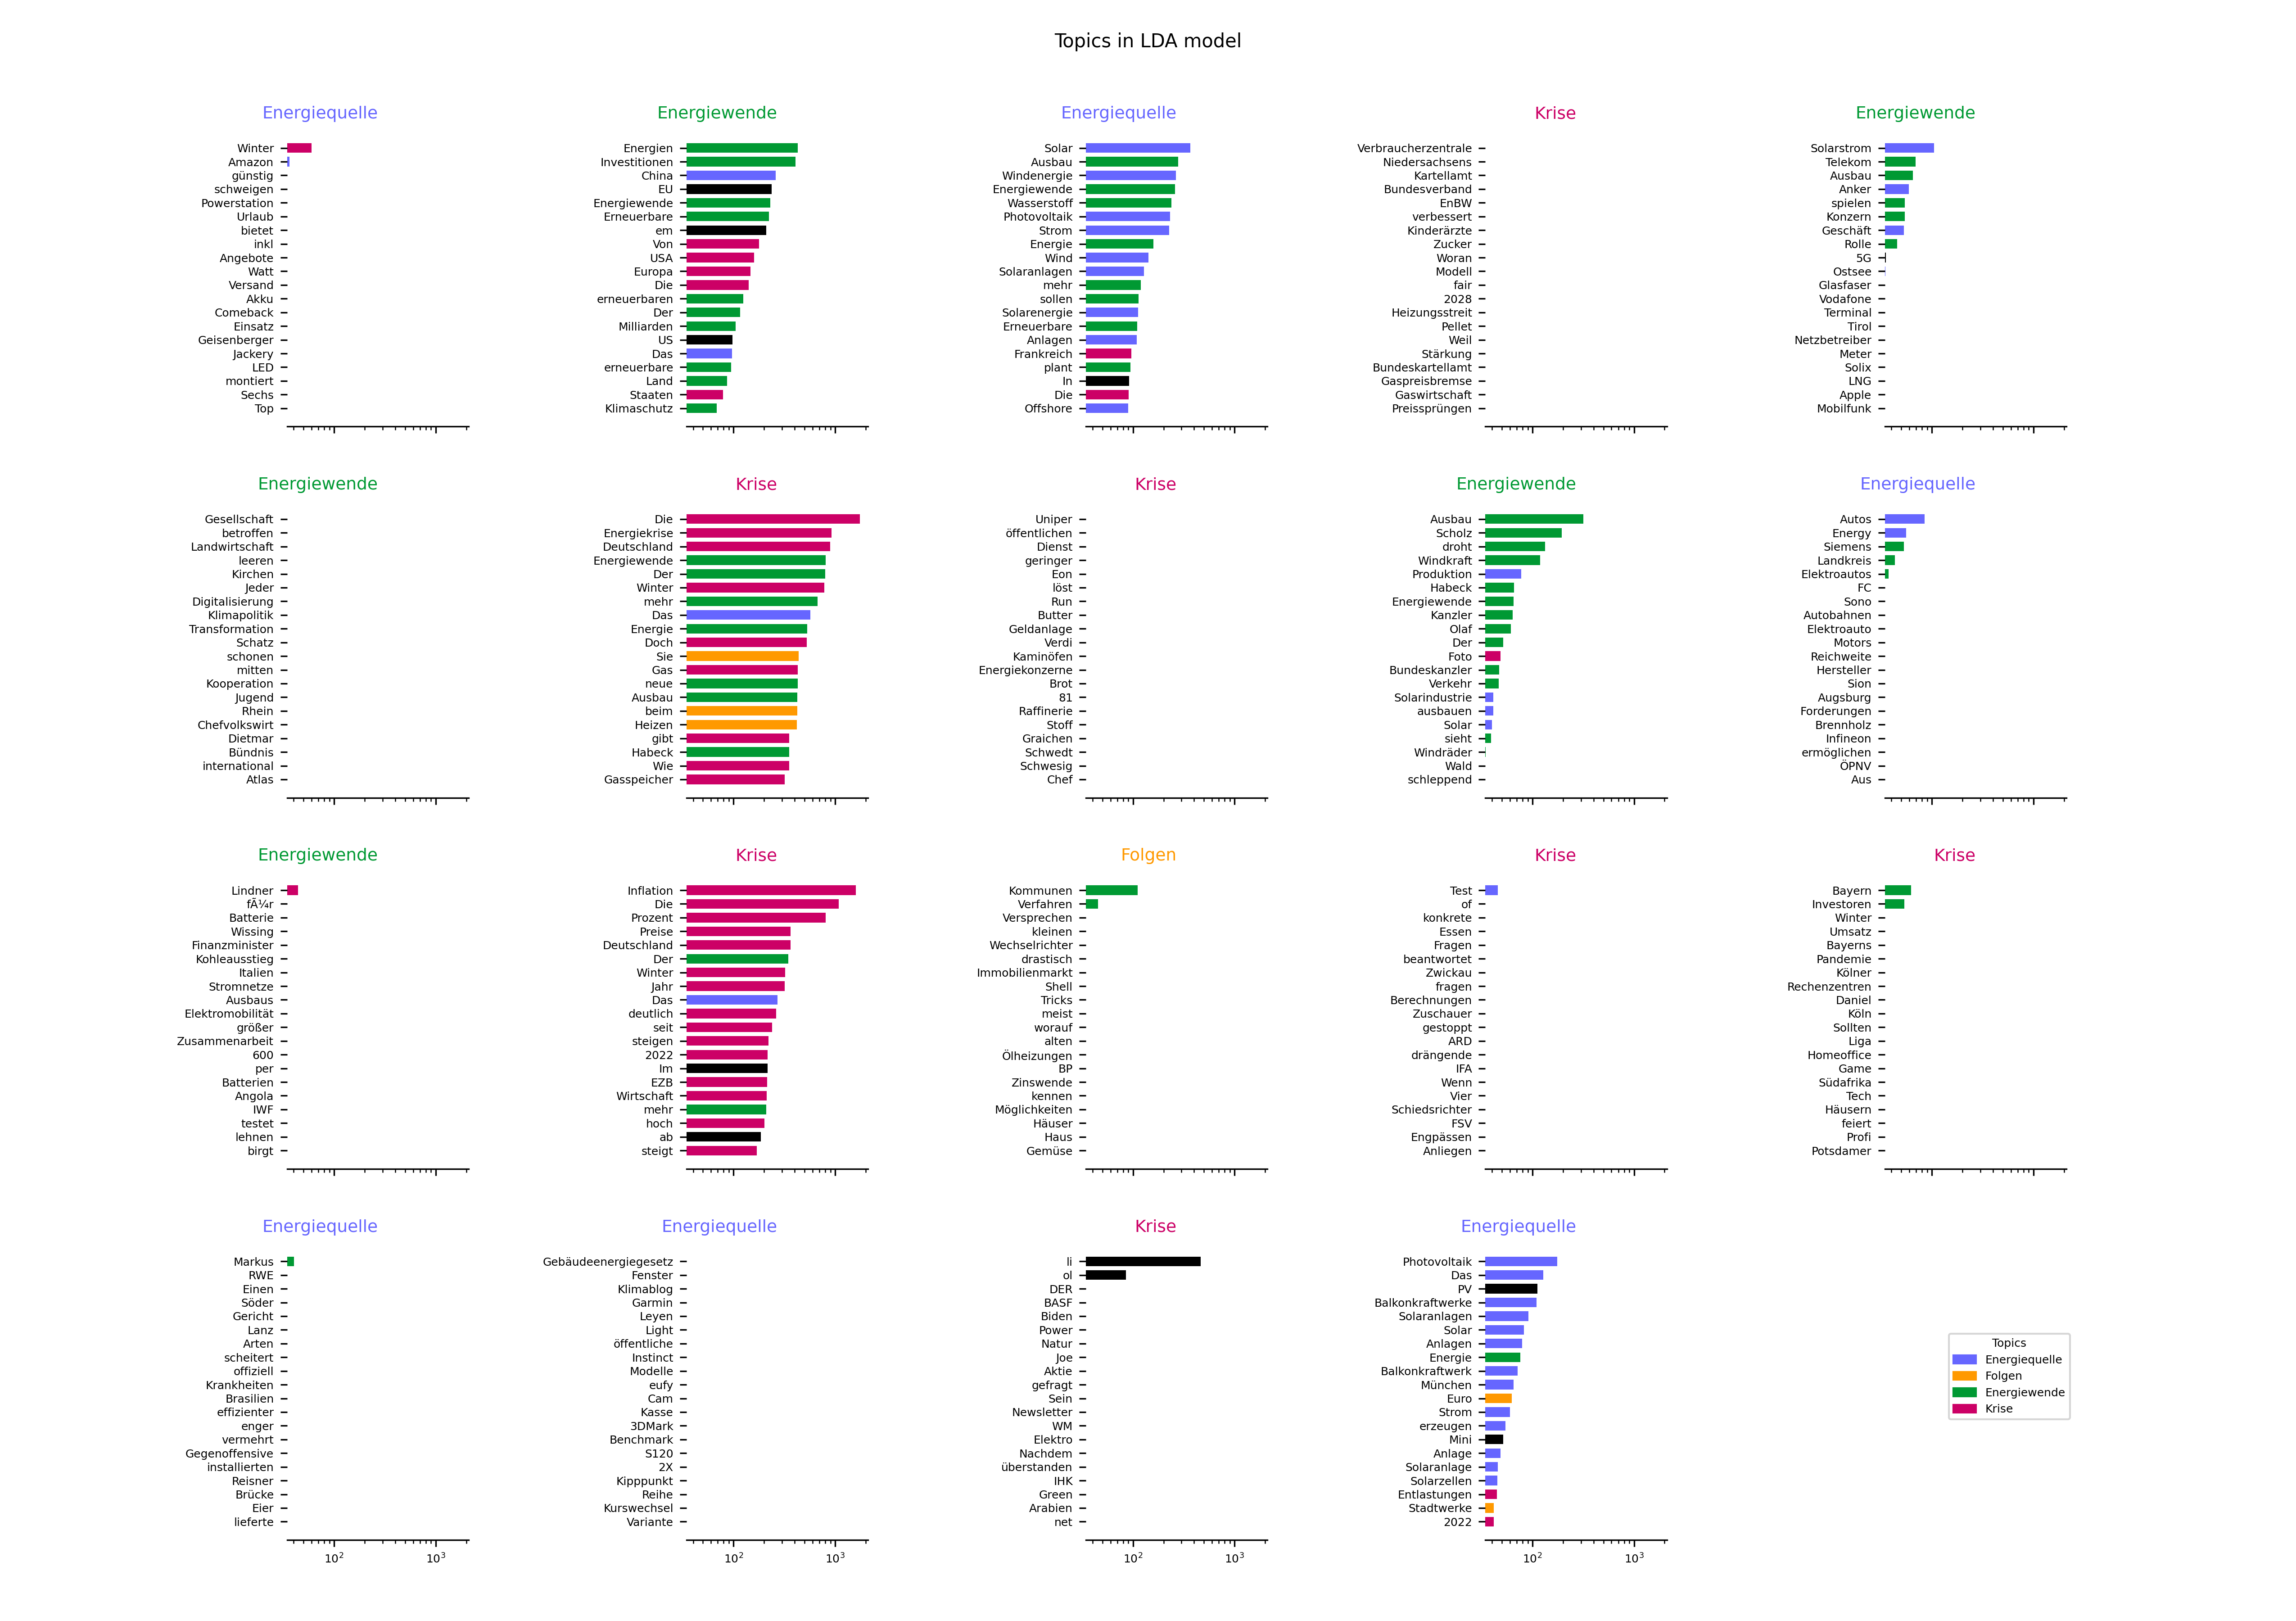 Topics in LDA model
Energiequelle
Winter
Amazon
günstig
schweigen
Powerstation
Urlaub
bietet
inkl
Angebote
Watt
Versand
Akku
Comeback
Einsatz
Geisenberger
Jackery
LED
montiert
Sechs
Top
Energiewende
Energien
Investitionen
China
EU
Energiewende
Erneuerbare
em
Von
USA
Europa
Die
erneuerbaren
Der
Milliarden
US
Das
erneuerbare
Land
Staaten
Klimaschutz
Energiequelle
Solar
Ausbau
Windenergie
Energiewende
Wasserstoff
Photovoltaik
Strom
Energie
Wind
Solaranlagen
mehr
sollen
Solarenergie
Erneuerbare
Anlagen
Frankreich
plant
In
Die
Offshore
Krise
Verbraucherzentrale
Niedersachsens
Kartellamt
Bundesverband
EnBW
verbessert
Kinderärzte
Zucker
Woran
Modell
fair
2028
Heizungsstreit
Pellet
Weil
Stärkung
Bundeskartellamt
Gaspreisbremse
Gaswirtschaft
Preissprüngen
Energiewende
Solarstrom
Telekom
Ausbau
Anker
spielen
Konzern
Geschäft
Rolle
5G
Ostsee
Glasfaser
Vodafone
Terminal
Tirol
Netzbetreiber
Meter
Solix
LNG
Apple
Mobilfunk
Energiewende
Gesellschaft
betroffen
Landwirtschaft
leeren
Kirchen
Jeder
Digitalisierung
Klimapolitik
Transformation
Schatz
schonen
mitten
Kooperation
Jugend
Rhein
Chefvolkswirt
Dietmar
Bündnis
international
Atlas
Krise
Die
Energiekrise
Deutschland
Energiewende
Der
Winter
mehr
Das
Energie
Doch
Sie
Gas
neue
Ausbau
beim
Heizen
gibt
Habeck
Wie
Gasspeicher
Krise
Uniper
öffentlichen
Dienst
geringer
Eon
löst
Run
Butter
Geldanlage
Verdi
Kaminöfen
Energiekonzerne
Brot
81
Raffinerie
Stoff
Graichen
Schwedt
Schwesig
Chef
Energiewende
Ausbau
Scholz
droht
Windkraft
Produktion
Habeck
Energiewende
Kanzler
Olaf
Der
Foto
Bundeskanzler
Verkehr
Solarindustrie
ausbauen
Solar
sieht
Windräder
Wald
schleppend
Energiequelle
Autos
Energy
Siemens
Landkreis
Elektroautos
FC
Sono
Autobahnen
Elektroauto
Motors
Reichweite
Hersteller
Sion
Augsburg
Forderungen
Brennholz
Infineon
ermöglichen
ÖPNV
Aus
Energiewende
Lindner
fÃ¼r
Batterie
Wissing
Finanzminister
Kohleausstieg
Italien
Stromnetze
Ausbaus
Elektromobilität
größer
Zusammenarbeit
600
per
Batterien
Angola
IWF
testet
lehnen
birgt
Krise
Inflation
Die
Prozent
Preise
Deutschland
Der
Winter
Jahr
Das
deutlich
seit
steigen
2022
Im
EZB
Wirtschaft
mehr
hoch
ab
steigt
Folgen
Kommunen
Verfahren
Versprechen
kleinen
Wechselrichter
drastisch
Immobilienmarkt
Shell
Tricks
meist
worauf
alten
Ölheizungen
BP
Zinswende
kennen
Möglichkeiten
Häuser
Haus
Gemüse
Krise
Test
of
konkrete
Essen
Fragen
beantwortet
Zwickau
fragen
Berechnungen
Zuschauer
gestoppt
ARD
drängende
IFA
Wenn
Vier
Schiedsrichter
FSV
Engpässen
Anliegen
Krise
Bayern
Investoren
Winter
Umsatz
Bayerns
Pandemie
Kölner
Rechenzentren
Daniel
Köln
Sollten
Liga
Homeoffice
Game
Südafrika
Tech
Häusern
feiert
Profi
Potsdamer
Energiequelle
Markus
RWE
Einen
Söder
Gericht
Lanz
Arten
scheitert
offiziell
Krankheiten
Brasilien
effizienter
enger
vermehrt
Gegenoffensive
installierten
Reisner
Brücke
Eier
lieferte
10² 10³
Energiequelle
Gebäudeenergiegesetz
Fenster
Klimablog
Garmin
Leyen
Light
öffentliche
Instinct
Modelle
eufy
Cam
Kasse
3DMark
Benchmark
S120
2X
Kipppunkt
Reihe
Kurswechsel
Variante
10² 10³
Krise
li
ol
DER
BASF
Biden
Power
Natur
Joe
Aktie
gefragt
Sein
Newsletter
WM
Elektro
Nachdem
überstanden
IHK
Green
Arabien
net
10² 10³
Energiequelle
Photovoltaik
Das
PV
Balkonkraftwerke
Solaranlagen
Solar
Anlagen
Energie
Balkonkraftwerk
München
Euro
Strom
erzeugen
Mini
Anlage
Solaranlage
Solarzellen
Entlastungen
Stadtwerke
2022
10² 10³
Topics
Energiequelle
Folgen
Energiewende
Krise